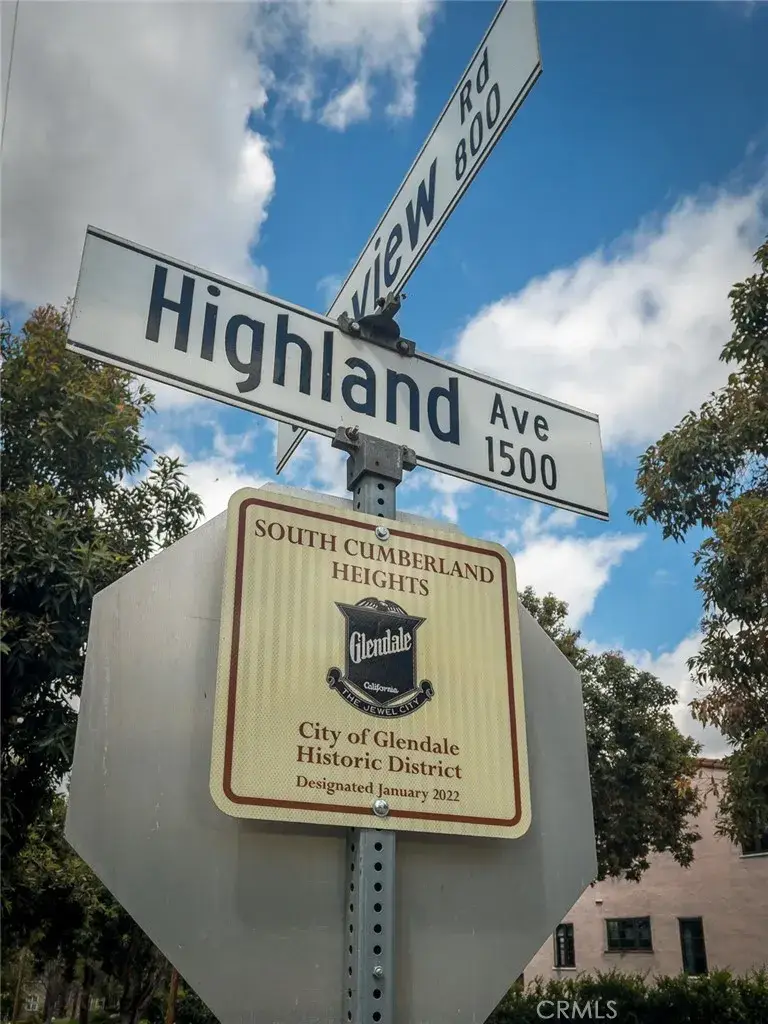 Rd
view 800
Highland Ave
1500
SOUTH CUMBERLAND
HEIGHTS
Glendale
California
THE JEWEL CITY
City of Glendale
Historic District
Designated January 2022
CRMLS